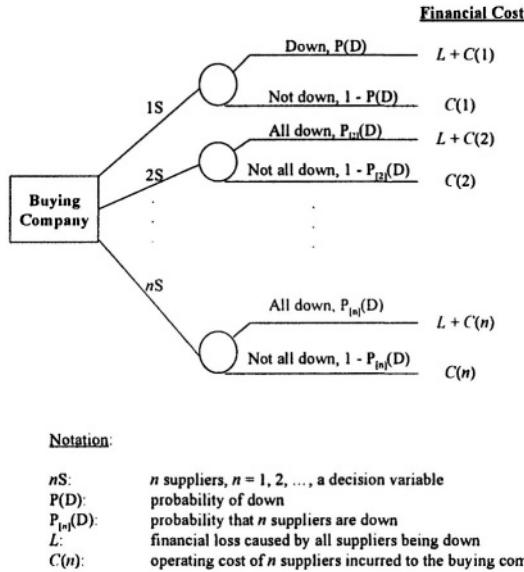 Financial Cost
Down, P(D)
L + C(1)
Not down, 1 - P(D)
C(1)
1S
All down, P[2](D)
L + C(2)
2S
Not all down, 1 - P[2](D)
C(2)
Buying
Company
nS
All down, P[n](D)
L + C(n)
Not all down, 1 - P[n](D)
C(n)
Notation:
nS: n suppliers, n = 1, 2, ..., a decision variable
P(D): probability of down
P[n](D): probability that n suppliers are down
L: financial loss caused by all suppliers being down
C(n): operating cost of n suppliers incurred to the buying com